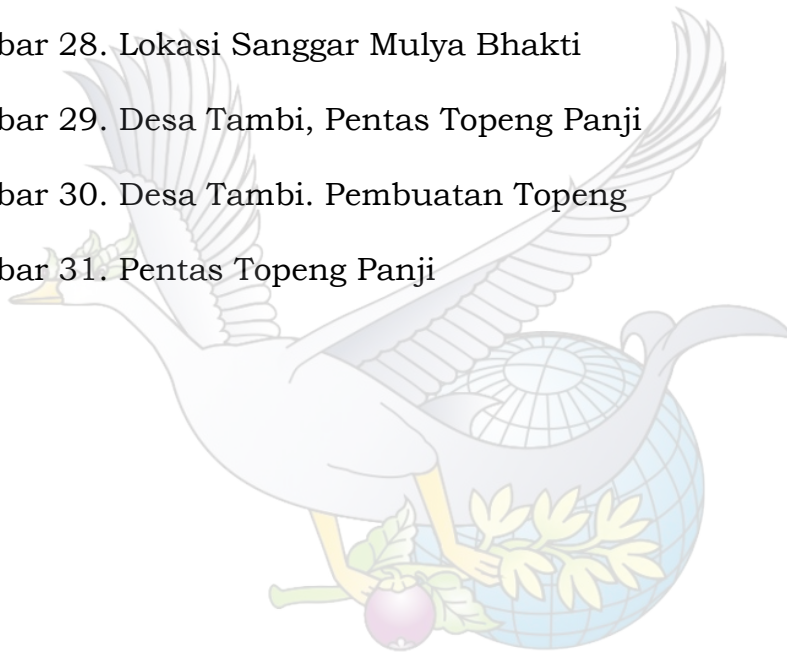 bar 28. Lokasi Sanggar Mulya Bhakti
bar 29. Desa Tambi, Pentas Topeng Panji
bar 30. Desa Tambi. Pembuatan Topeng
bar 31. Pentas Topeng Panji